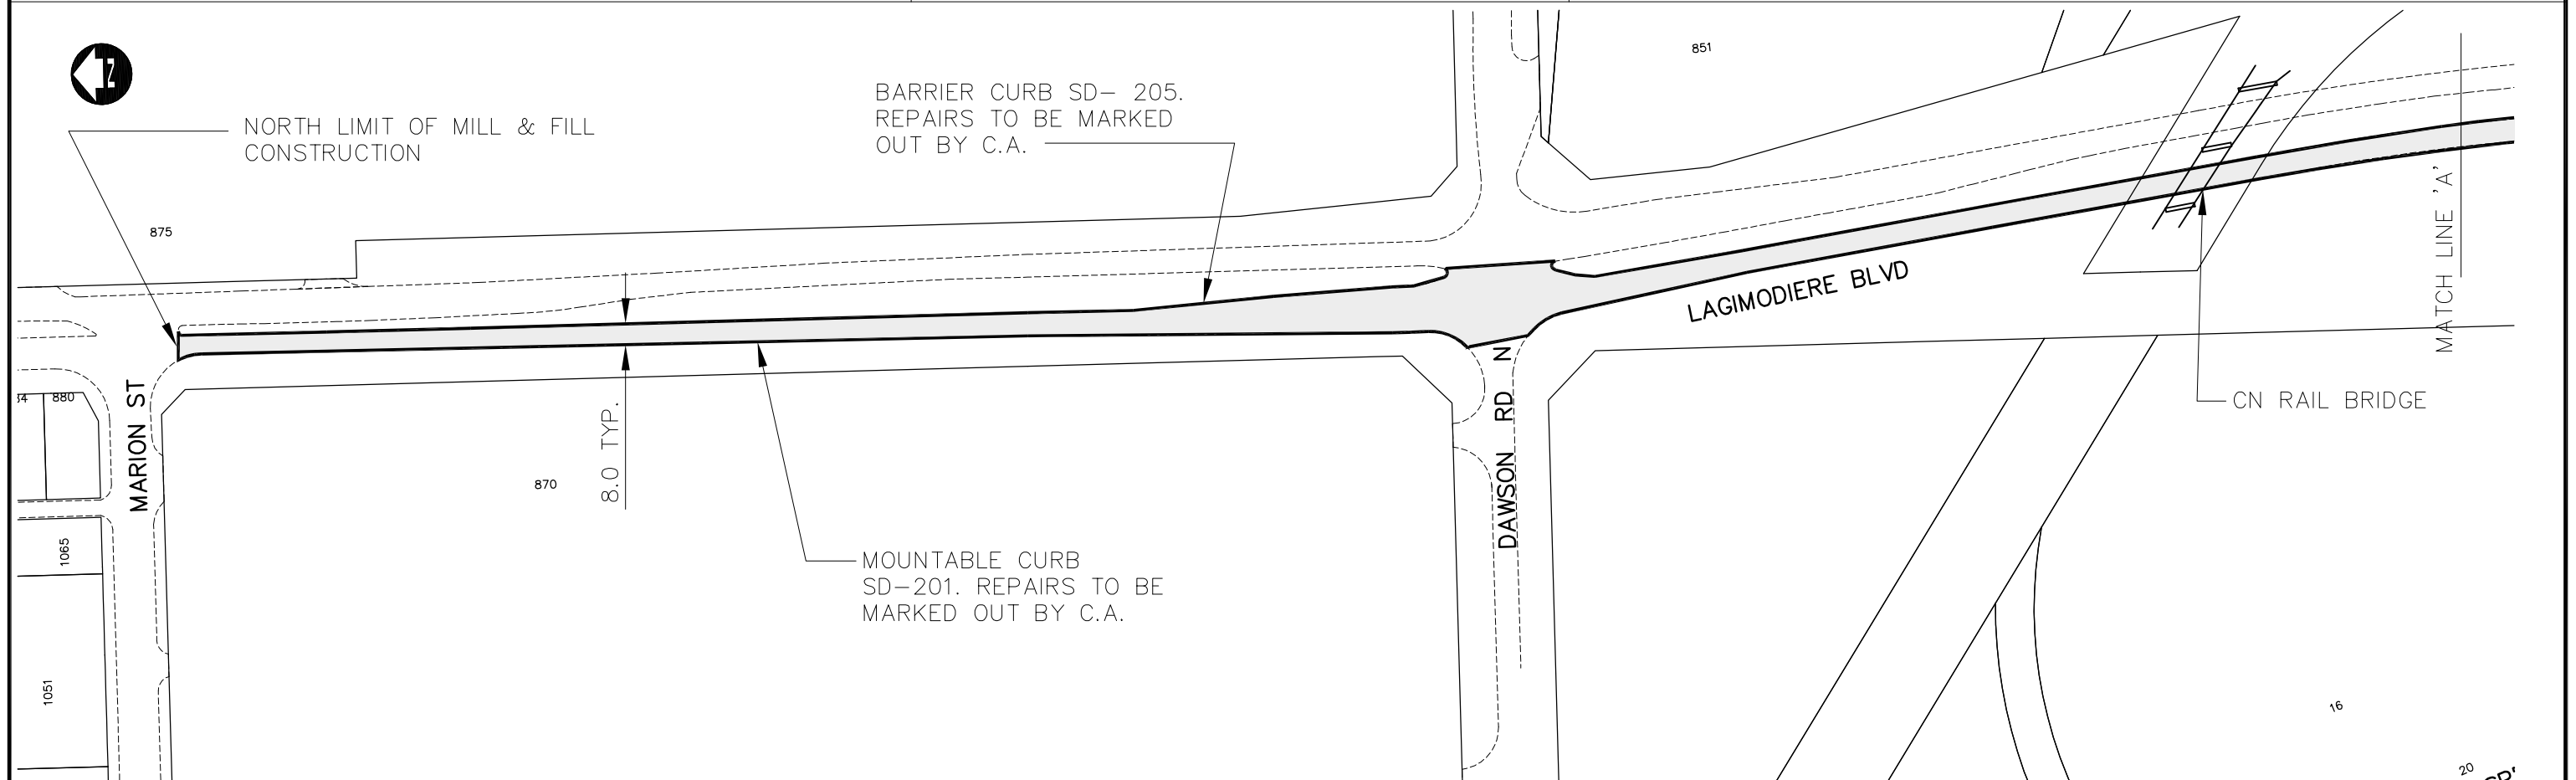 N
NORTH LIMIT OF MILL & FILL
CONSTRUCTION
BARRIER CURB SD- 205.
REPAIRS TO BE MARKED
OUT BY C.A.
851
875
MATCH LINE 'A'
LAGIMODIERE BLVD
CN RAIL BRIDGE
880
MARION ST
8.0 TYP.
870
DAWSON RD N
MOUNTABLE CURB
SD-201. REPAIRS TO BE
MARKED OUT BY C.A.
1065
1051
16
20